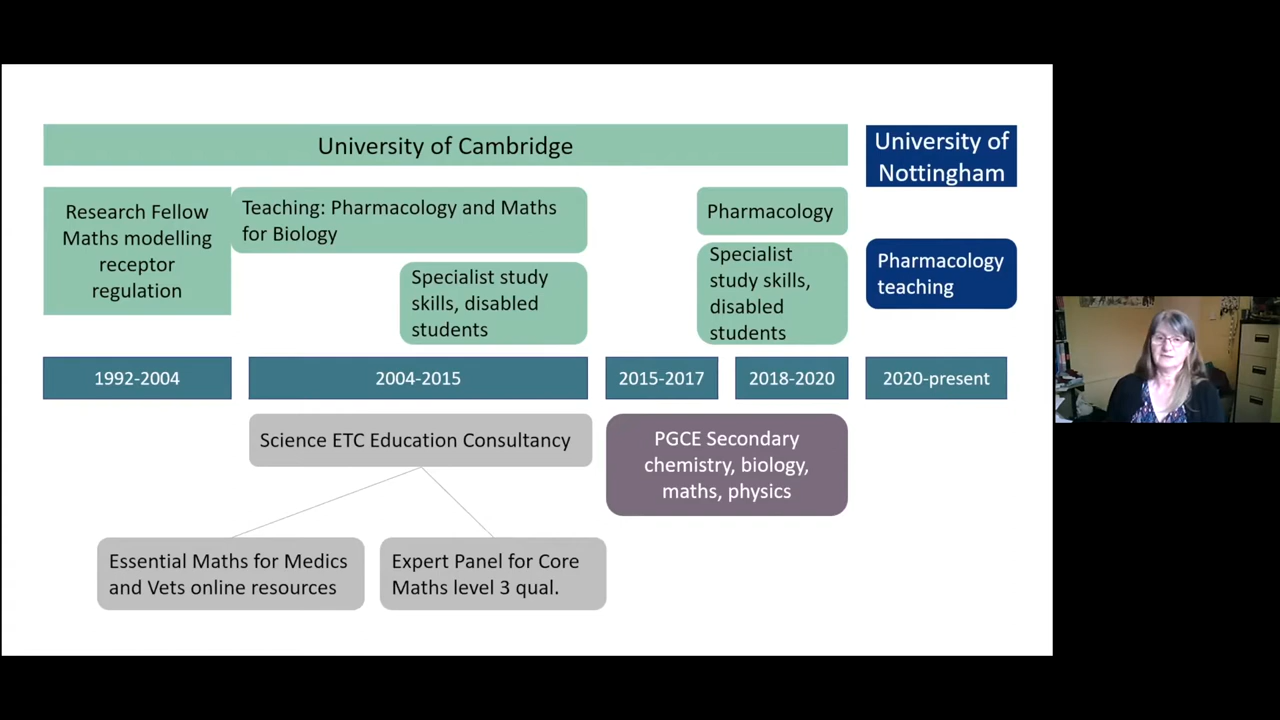 University of Cambridge
University of
Nottingham
Research Fellow
Maths modelling
receptor
regulation
Teaching: Pharmacology and Maths
for Biology
Specialist study
skills, disabled
students
Pharmacology
Specialist
study skills,
disabled
students
Pharmacology
teaching
1992-2004
2004-2015
2015-2017
2018-2020
2020-present
Science ETC Education Consultancy
PGCE Secondary
chemistry, biology,
maths, physics
Essential Maths for Medics
and Vets online resources
Expert Panel for Core
Maths level 3 qual.